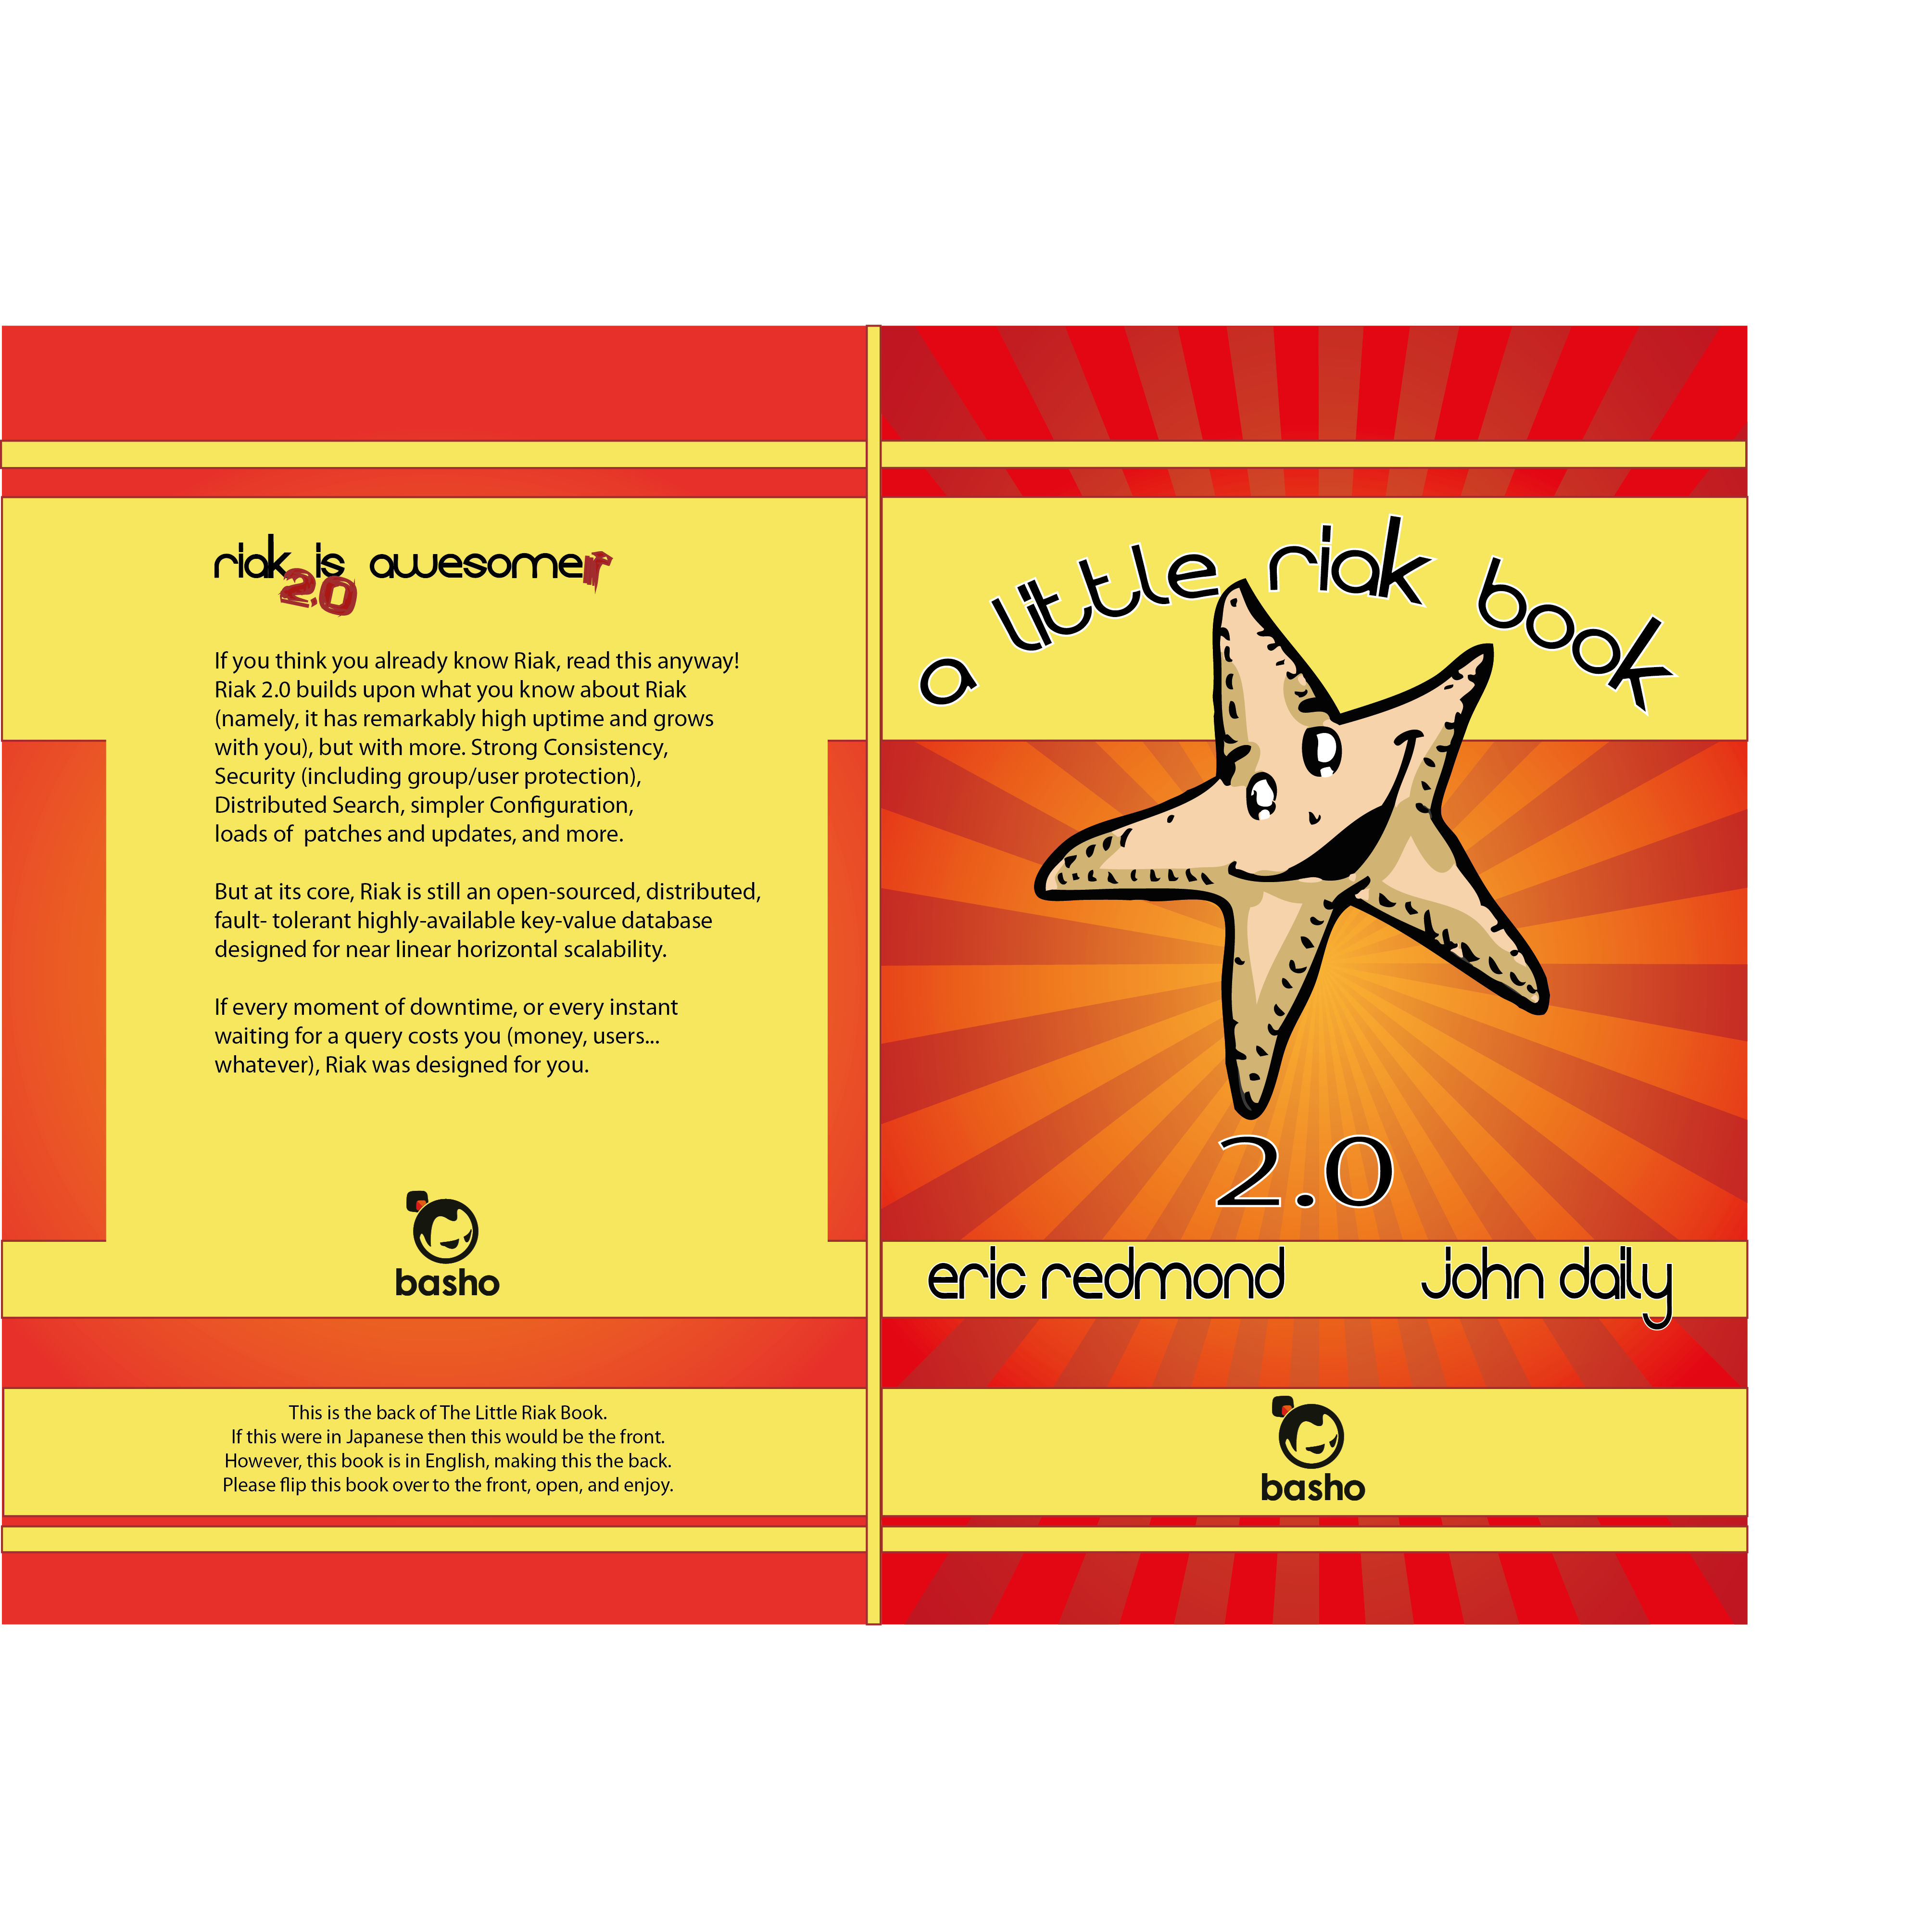 riak is awesomer
2.0
If you think you already know Riak, read this anyway!
Riak 2.0 builds upon what you know about Riak
(namely, it has remarkably high uptime and grows
with you), but with more. Strong Consistency,
Security (including group/user protection),
Distributed Search, simpler Configuration,
loads of  patches and updates, and more.
But at its core, Riak is still an open-sourced, distributed,
fault- tolerant highly-available key-value database
designed for near linear horizontal scalability.
If every moment of downtime, or every instant
waiting for a query costs you (money, users...
whatever), Riak was designed for you.
basho
This is the back of The Little Riak Book.
If this were in Japanese then this would be the front.
However, this book is in English, making this the back.
Please flip this book over to the front, open, and enjoy.
a little riak book
2.0
eric redmond john daily
basho